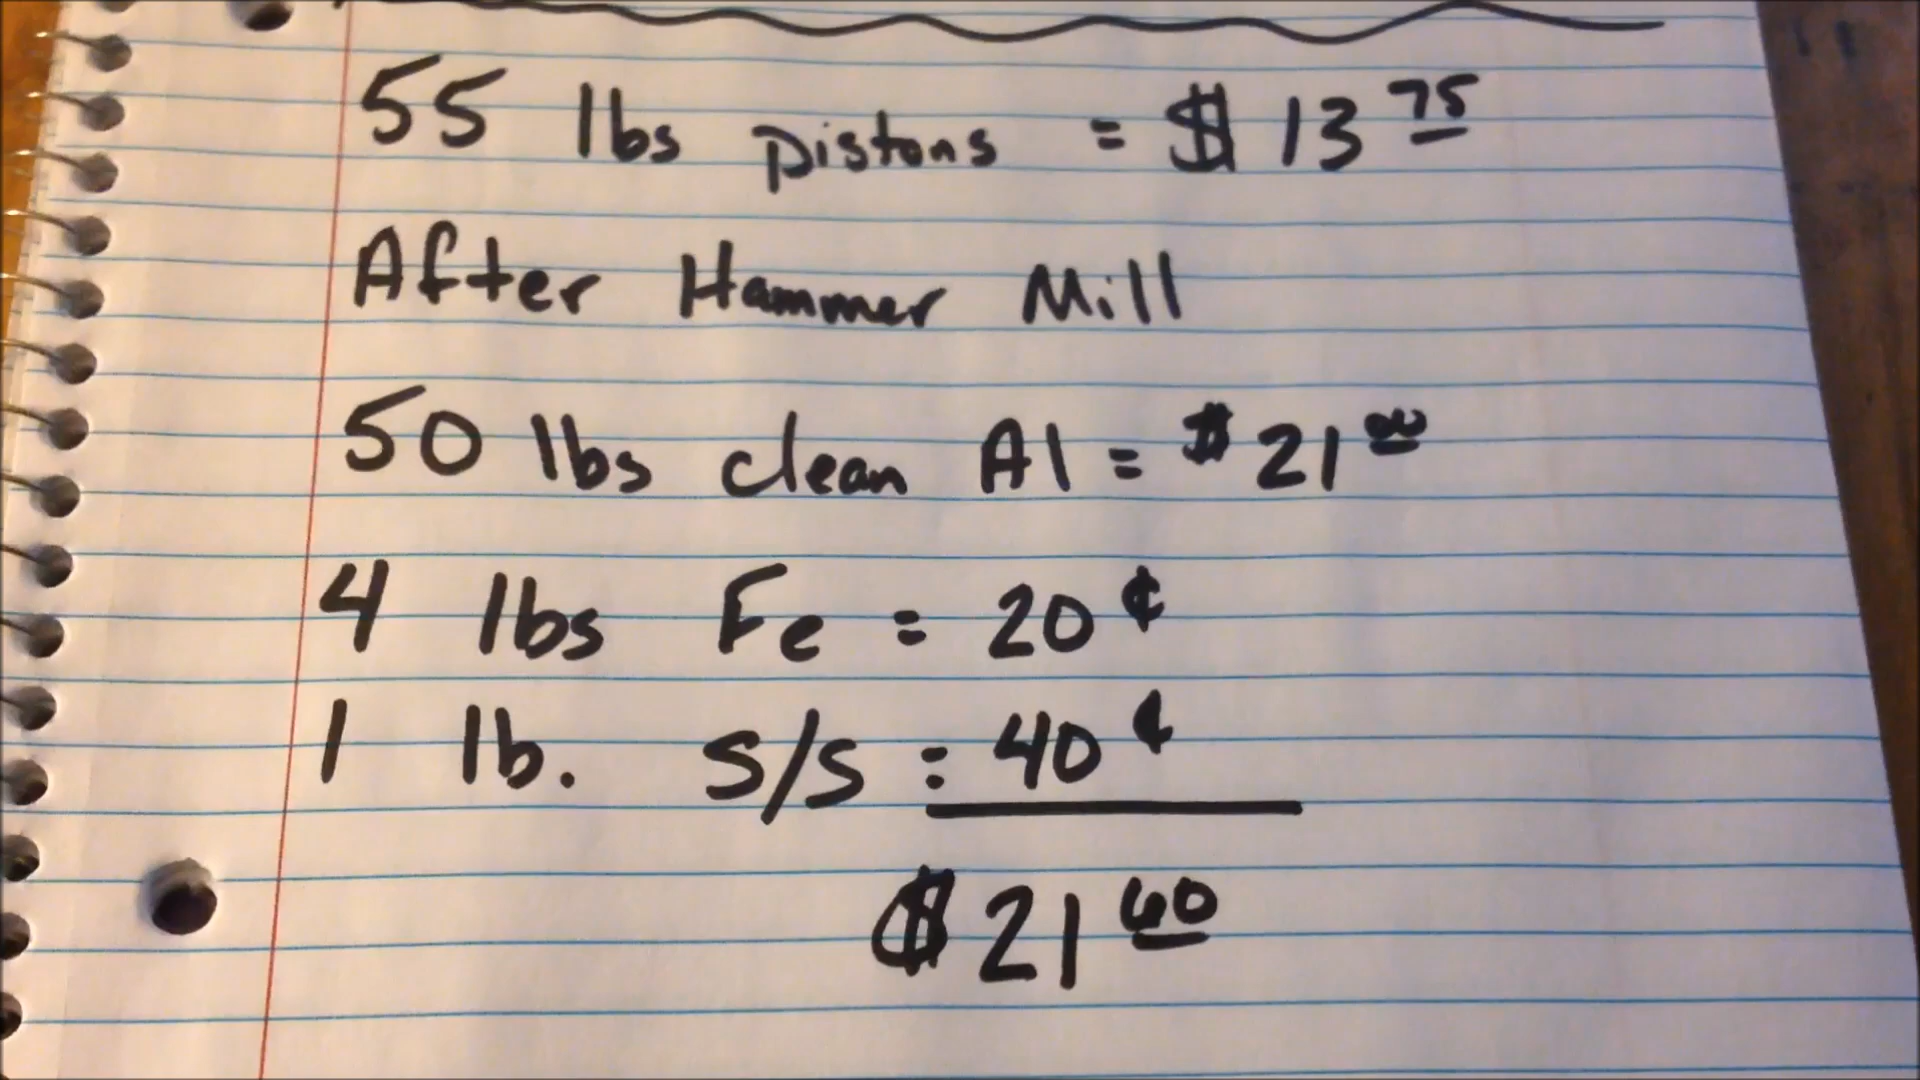 55 lbs pistons = $ 13 75
After Hammer Mill
50 lbs clean Al = $ 21 00
4 lbs Fe = 20 ¢
1 lb. S/S = 40 ¢
$ 21 60